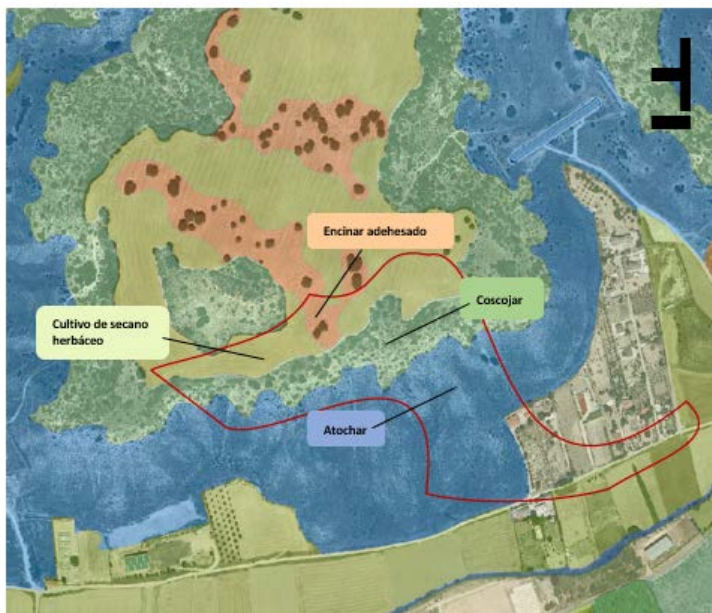 Encinar adehesado
Coscojar
Cultivo de secano
herbáceo
Atochar